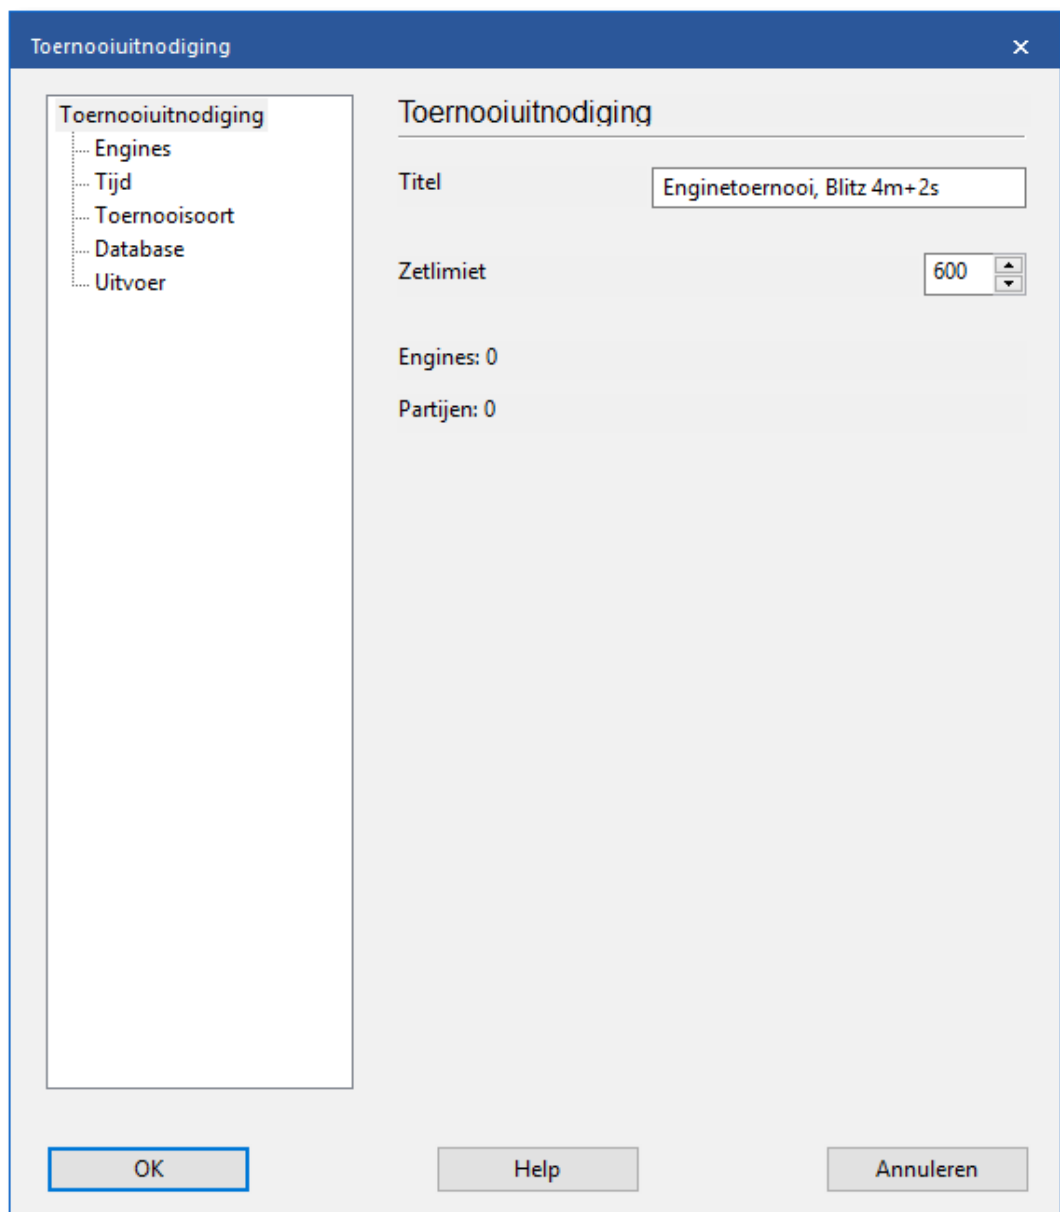 Toernooiuitnodiging
Toernooiuitnodiging
Engines
Tijd
Toernooisoort
Database
Uitvoer
Toernooiuitnodiging
Titel Enginetoernooi, Blitz 4m+2s
Zetlimiet 600
Engines: 0
Partijen: 0
OK Help Annuleren